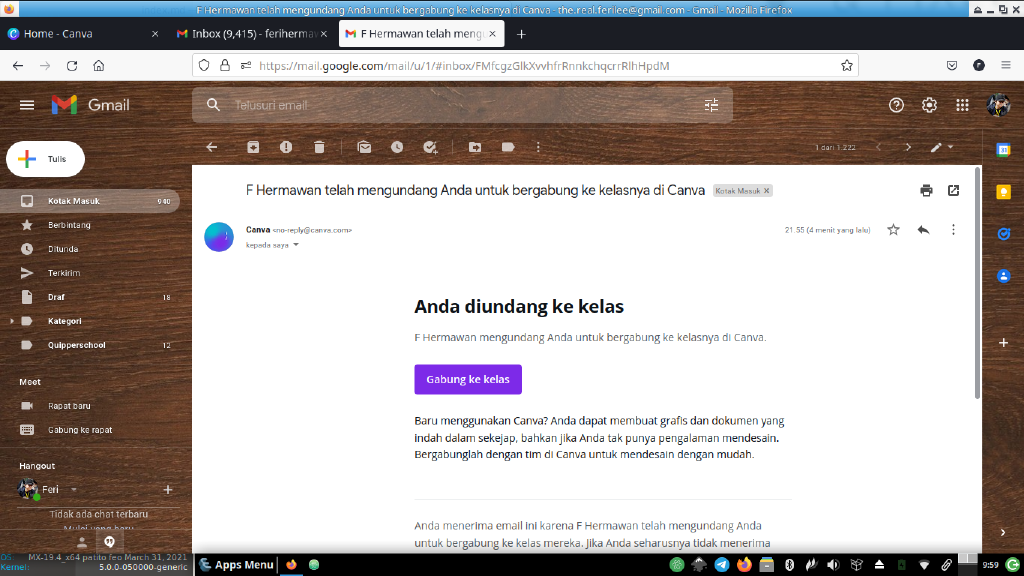 F Hermawan telah mengundang Anda untuk bergabung ke kelasnya di Canva - the.real.ferilee@gmail.com - Gmail - Mozilla Firefox
Home - Canva
Inbox (9,415) - ferihermaw
F Hermawan telah mengu
https://mail.google.com/mail/u/1/#inbox/FMfcgzGlkXvvhfrRnnkchqcrrRlhHpdM
Gmail
Telusuri email
Tulis
1 dari 1.222
Kotak Masuk 940
Berbintang
Ditunda
Terkirim
Draf 18
Kategori
Quipperschool 12
Meet
Rapat baru
Gabung ke rapat
Hangout
Feri
Tidak ada chat terbaru
Mulai yang baru
F Hermawan telah mengundang Anda untuk bergabung ke kelasnya di Canva
Kotak Masuk
Canva <no-reply@canva.com>
21.55 (4 menit yang lalu)
kepada saya
Anda diundang ke kelas
F Hermawan mengundang Anda untuk bergabung ke kelasnya di Canva.
Gabung ke kelas
Baru menggunakan Canva? Anda dapat membuat grafis dan dokumen yang
indah dalam sekejap, bahkan jika Anda tak punya pengalaman mendesain.
Bergabunglah dengan tim di Canva untuk mendesain dengan mudah.
Anda menerima email ini karena F Hermawan telah mengundang Anda
untuk bergabung ke kelas mereka. Jika Anda seharusnya tidak menerima
OS: MX-19.4_x64 patito feo March 31, 2021
Kernel: 5.0.0-050000-generic
Apps Menu
9:59